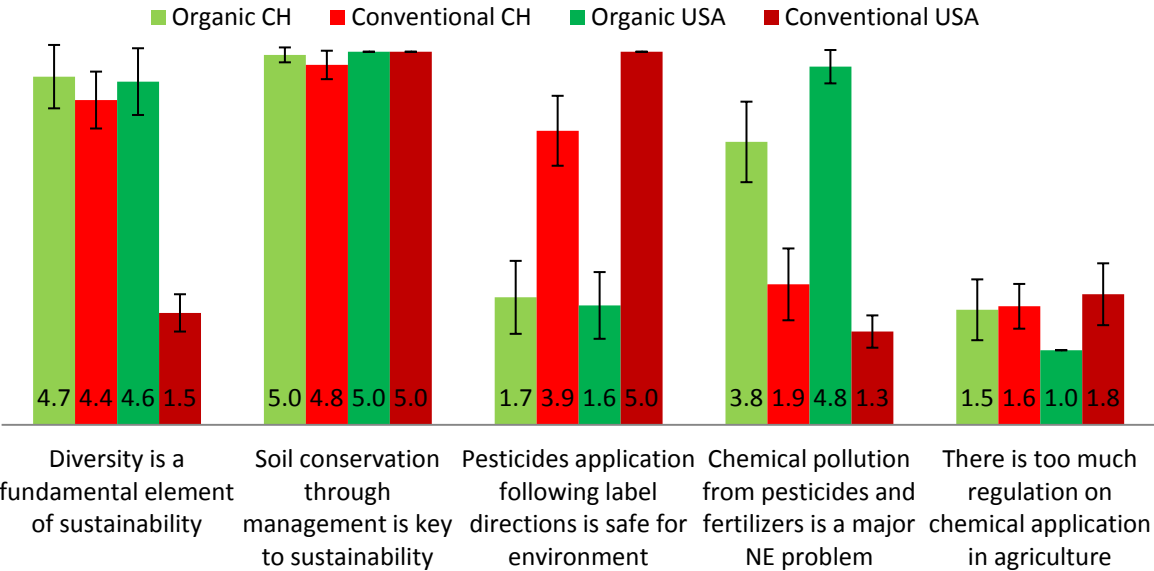 Organic CH Conventional CH Organic USA Conventional USA
4.7 4.4 4.6 1.5 5.0 4.8 5.0 5.0 1.7 3.9 1.6 5.0 3.8 1.9 4.8 1.3 1.5 1.6 1.0 1.8
Diversity is a
fundamental element
of sustainability
Soil conservation
through
management is key
to sustainability
Pesticides application
following label
directions is safe for
environment
Chemical pollution
from pesticides and
fertilizers is a major
NE problem
There is too much
regulation on
chemical application
in agriculture